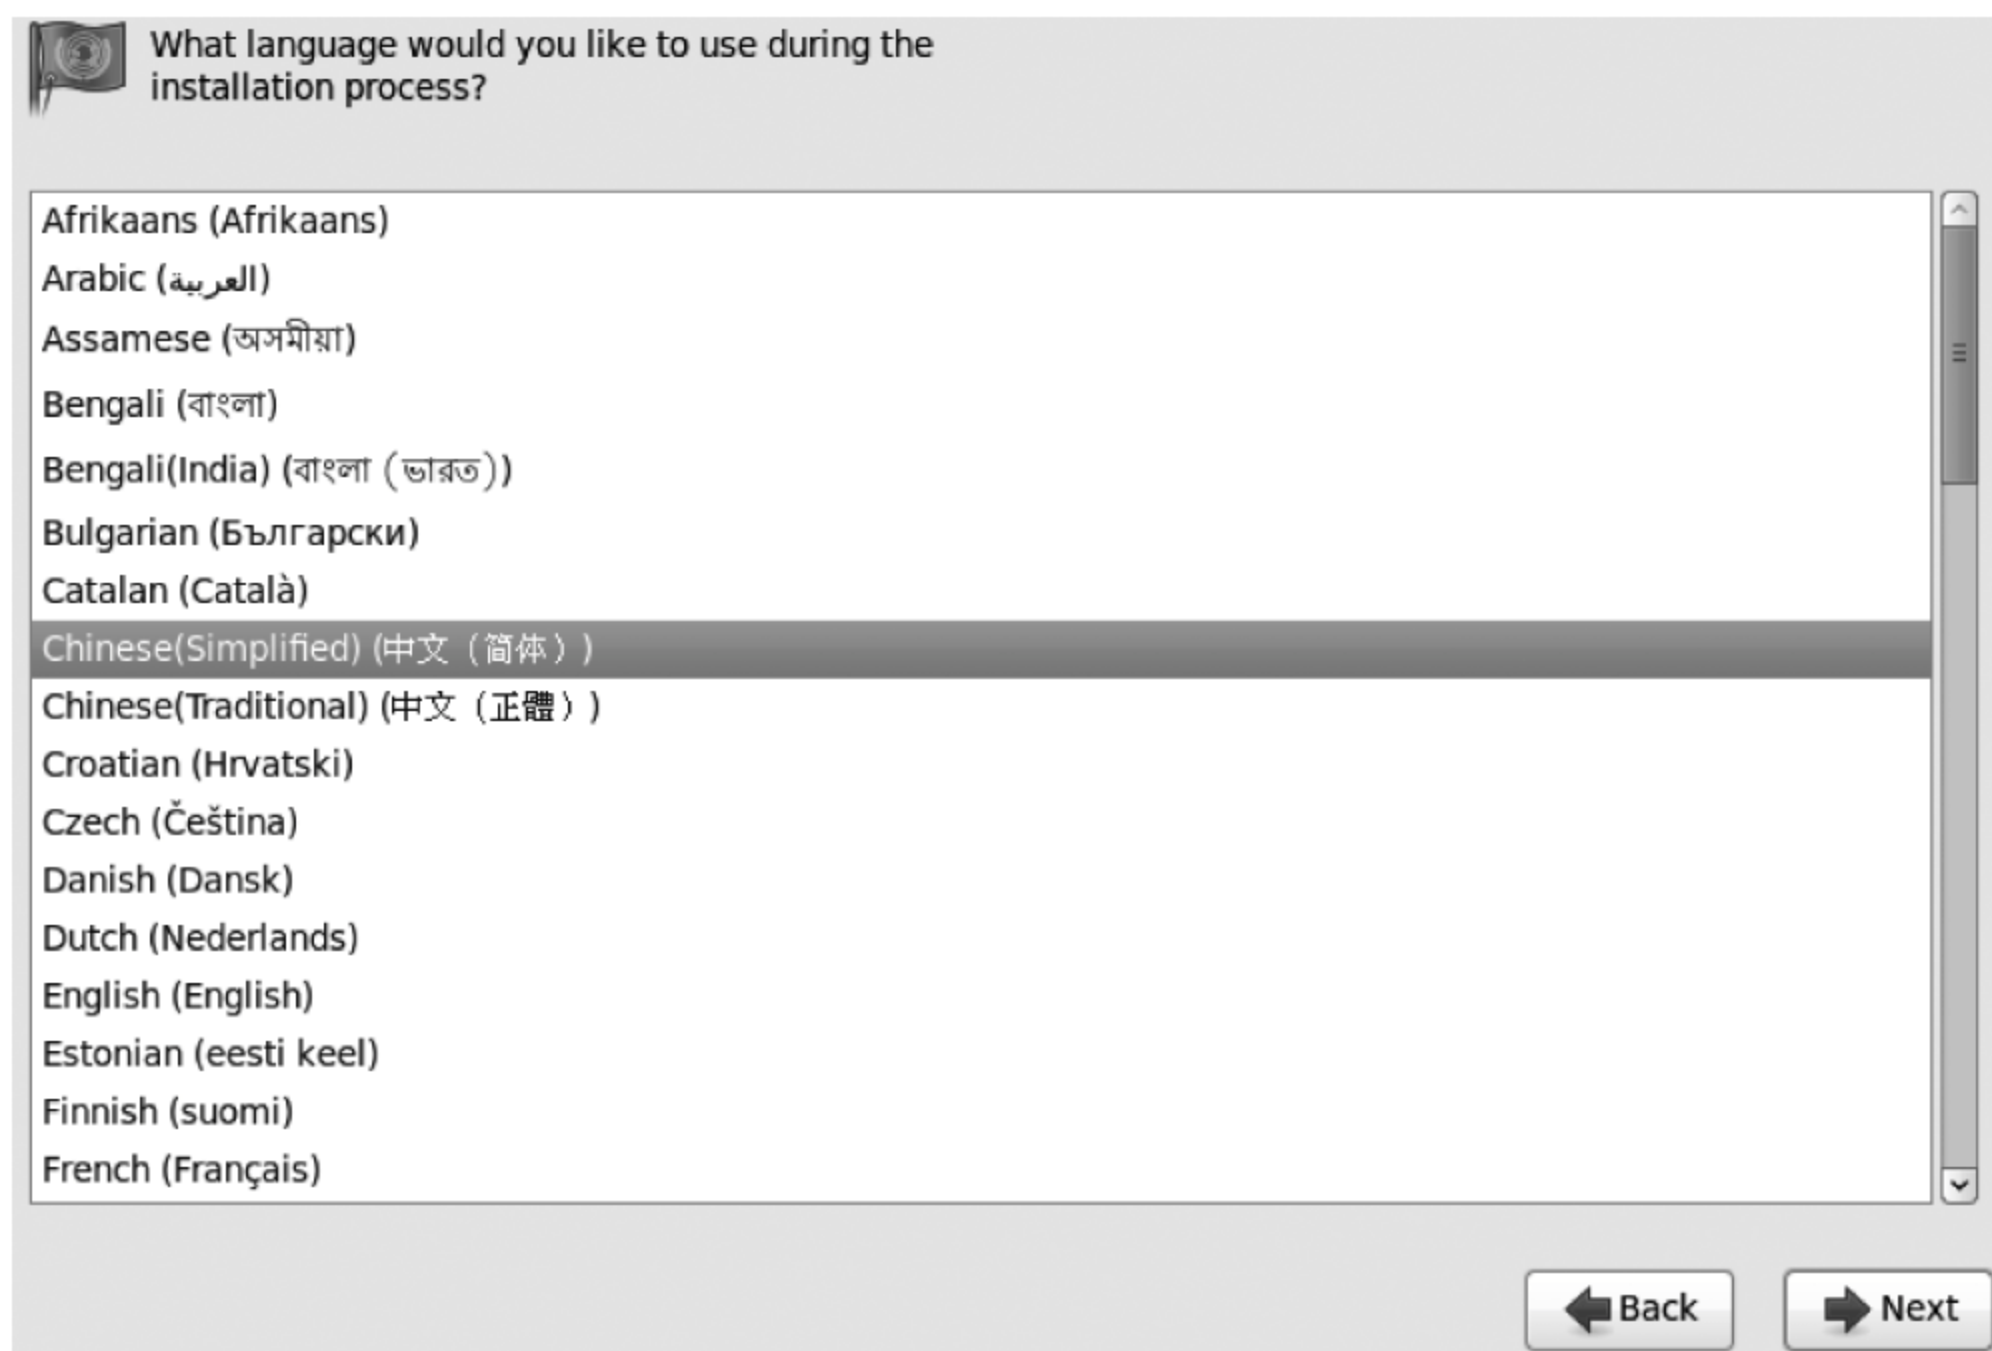 What language would you like to use during the
installation process?
Afrikaans (Afrikaans)
Arabic (العربية)
Assamese (অসমীয়া)
Bengali (বাংলা)
Bengali(India) (বাংলা (ভারত))
Bulgarian (Български)
Catalan (Català)
Chinese(Simplified) (中文（简体）)
Chinese(Traditional) (中文（正體）)
Croatian (Hrvatski)
Czech (Čeština)
Danish (Dansk)
Dutch (Nederlands)
English (English)
Estonian (eesti keel)
Finnish (suomi)
French (Français)
Back Next